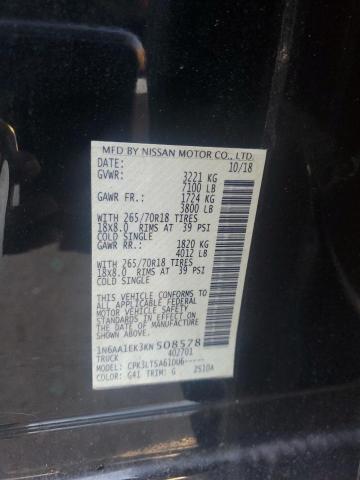 MFD BY NISSAN MOTOR CO., LTD.
DATE: 10/18
GVWR: 3221 KG
7100 LB
GAWR FR.: 1724 KG
3800 LB
WITH 265/70R18 TIRES
18X8.0 RIMS AT 39 PSI
COLD SINGLE
GAWR RR.: 1820 KG
4012 LB
WITH 265/70R18 TIRES
18X8.0 RIMS AT 39 PSI
COLD SINGLE
THIS VEHICLE CONFORMS TO ALL
APPLICABLE FEDERAL MOTOR
VEHICLE SAFETY STANDARDS IN
EFFECT ON THE DATE OF
MANUFACTURE SHOWN ABOVE.
1N6AA1EK3KN508578
TRUCK 402701
MODEL: CPK3LTSA61DU6-----
COLOR: G41 TRIM: G 2510A